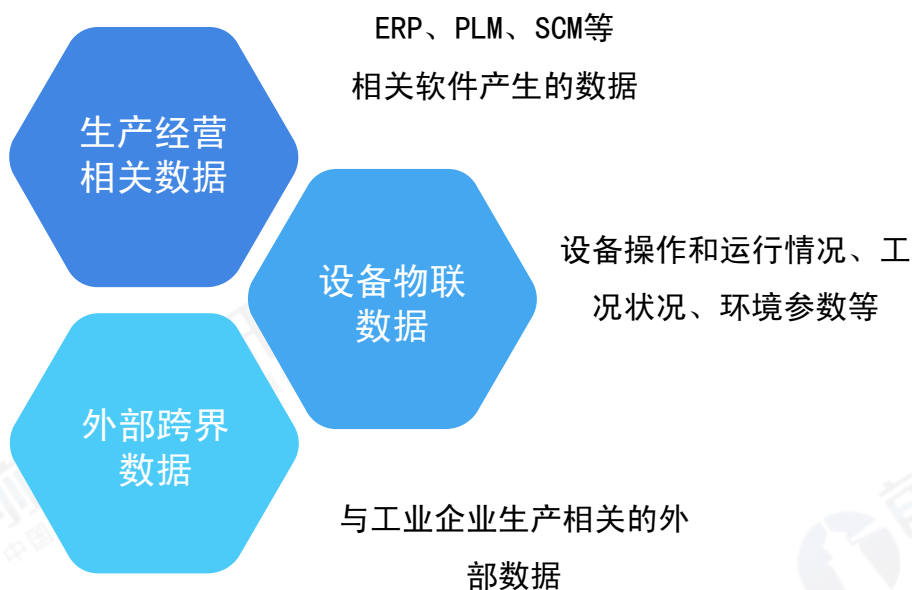 ERP、PLM、SCM等
相关软件产生的数据
生产经营
相关数据
设备物联
数据
设备操作和运行情况、工
况状况、环境参数等
外部跨界
数据
与工业企业生产相关的外
部数据